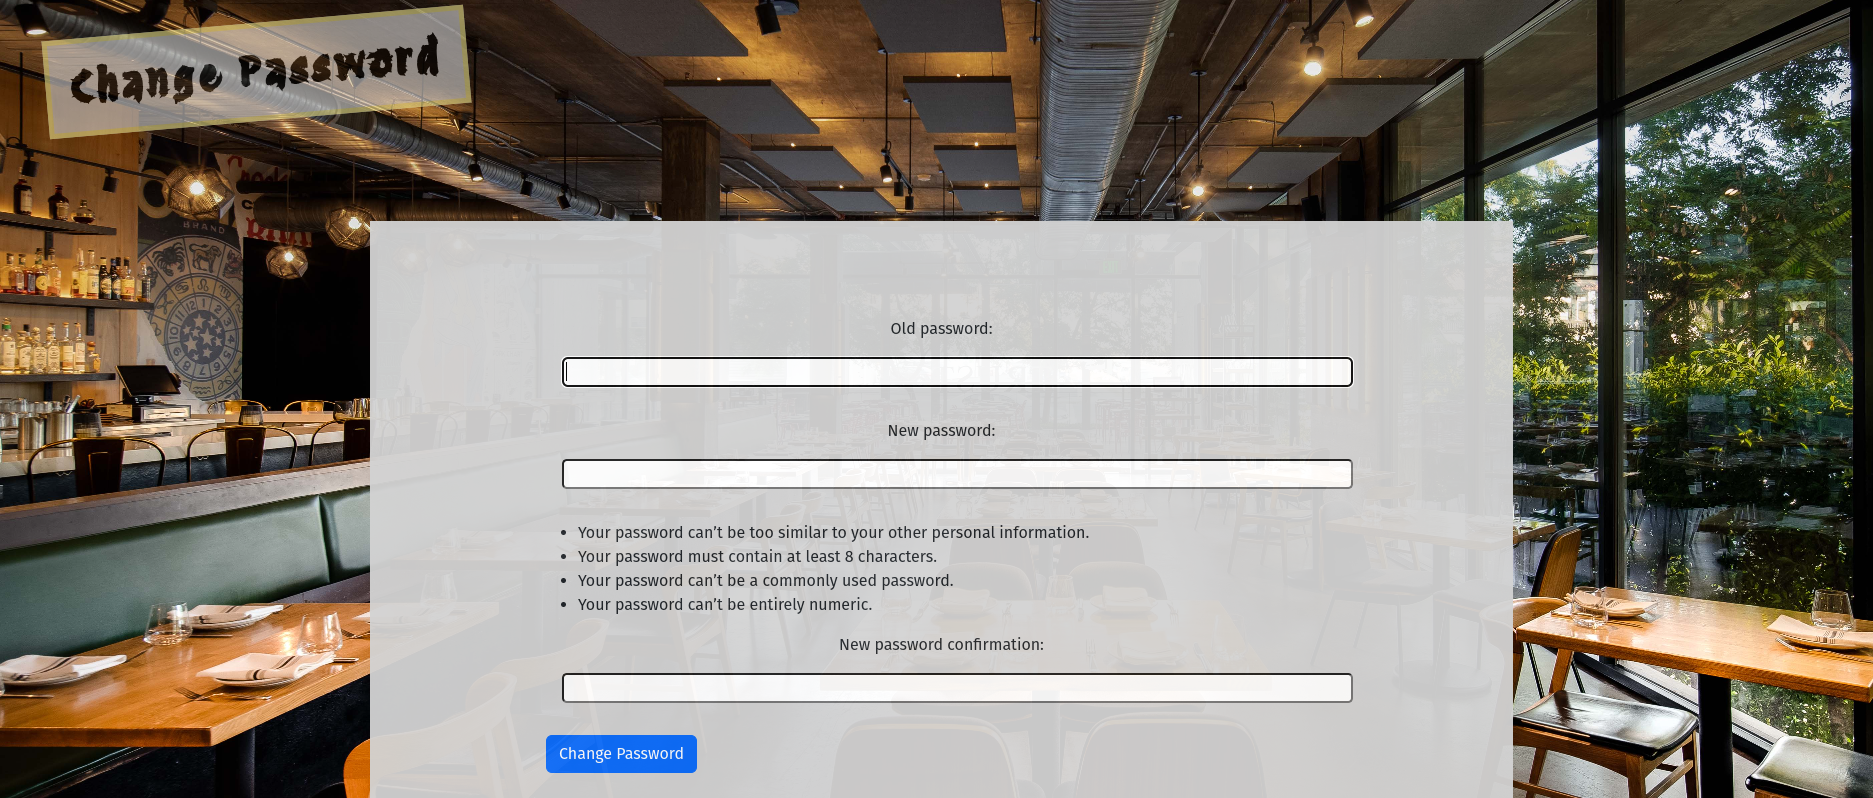 Change Password
BRAND
Old password:
New password:
Your password can’t be too similar to your other personal information.
Your password must contain at least 8 characters.
Your password can’t be a commonly used password.
Your password can’t be entirely numeric.
New password confirmation:
Change Password